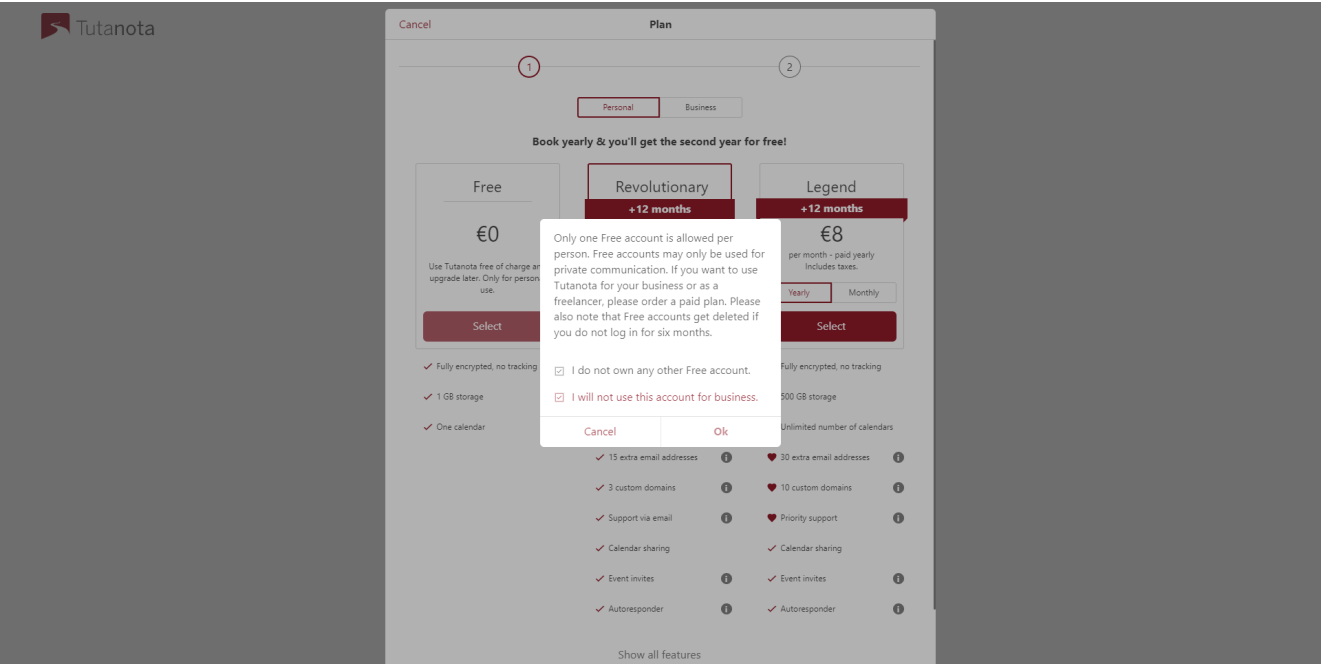 Tutanota
Cancel
Plan
1
2
Personal
Business
Book yearly & you'll get the second year for free!
Free
€0
Use Tutanota free of charge an
upgrade later. Only for person
use.
Select
Fully encrypted, no tracking
1 GB storage
One calendar
Revolutionary
+12 months
15 extra email addresses
3 custom domains
Support via email
Calendar sharing
Event invites
Autoresponder
Legend
+12 months
€8
per month - paid yearly
Includes taxes.
Yearly
Monthly
Select
Fully encrypted, no tracking
500 GB storage
Unlimited number of calendars
30 extra email addresses
10 custom domains
Priority support
Calendar sharing
Event invites
Autoresponder
Only one Free account is allowed per
person. Free accounts may only be used for
private communication. If you want to use
Tutanota for your business or as a
freelancer, please order a paid plan. Please
also note that Free accounts get deleted if
you do not log in for six months.
I do not own any other Free account.
I will not use this account for business.
Cancel
Ok
Show all features